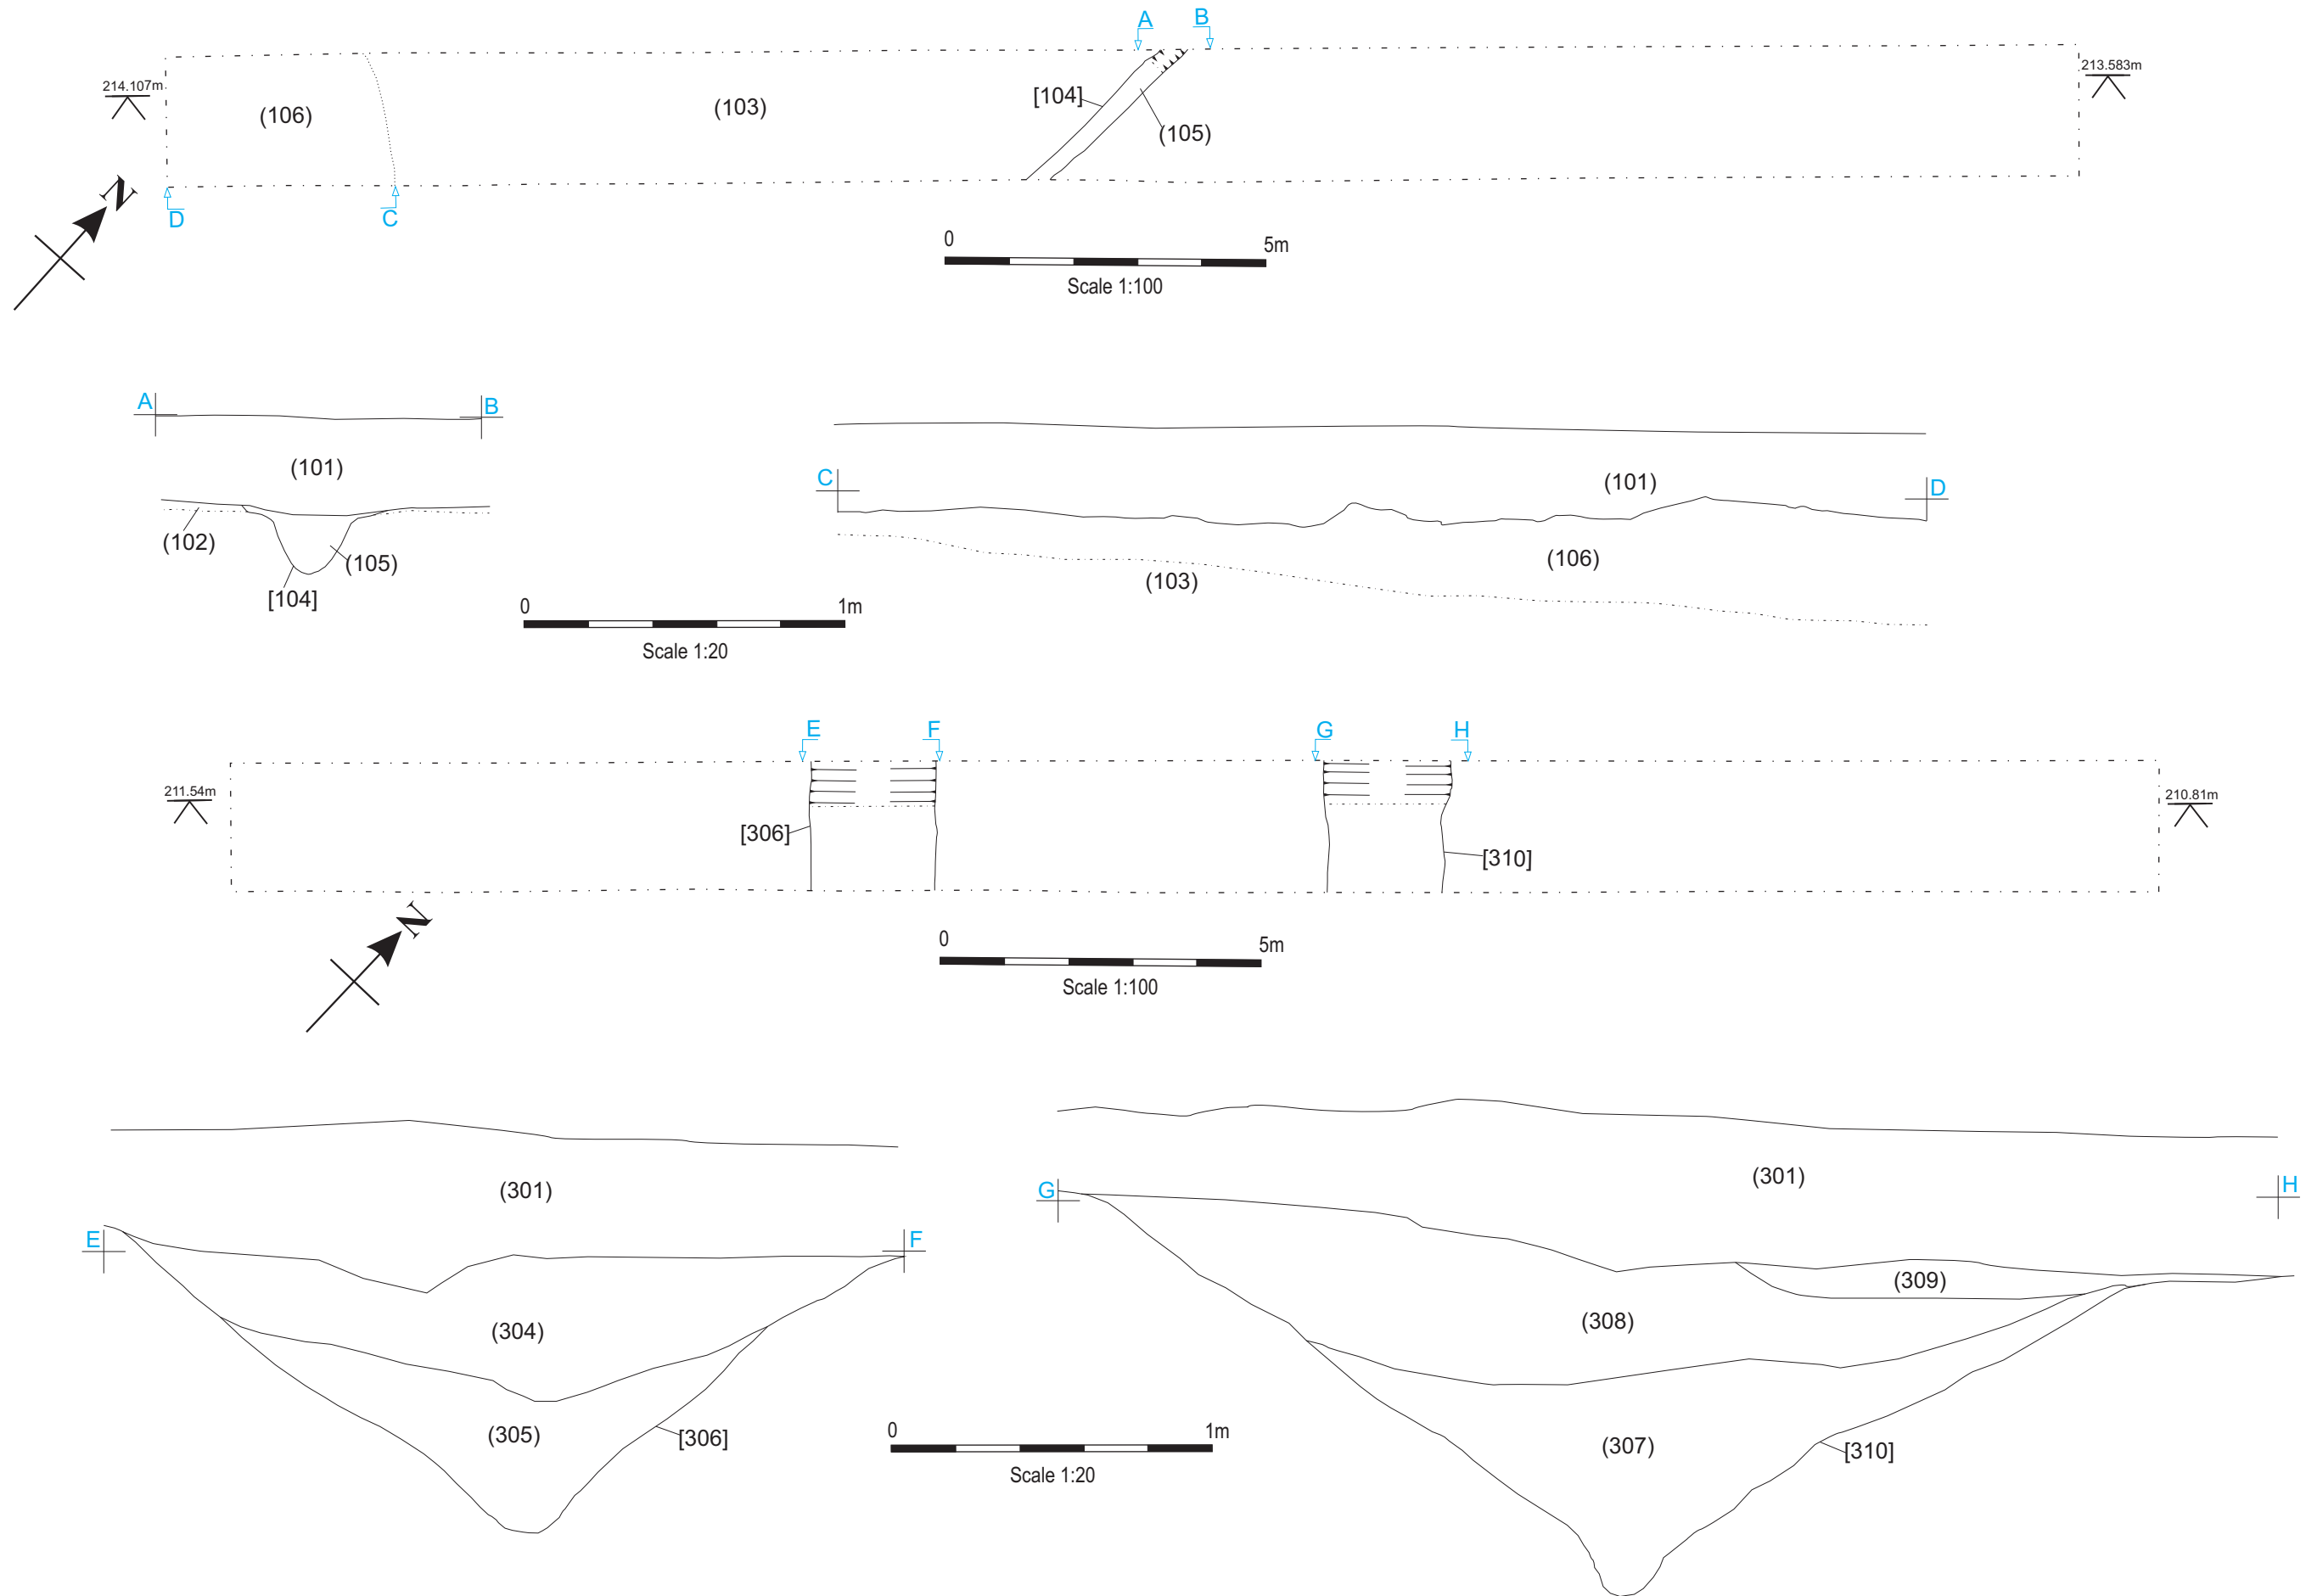 A B
214.107m
213.583m
(106)
(103)
[104]
(105)
N
D C
0 5m
Scale 1:100
A B
(101)
(102)
(105)
[104]
C
(101)
D
(106)
(103)
0 1m
Scale 1:20
E F G H
211.54m
210.81m
[306]
[310]
N
0 5m
Scale 1:100
(301)
E F
(304)
(305)
[306]
(301)
G H
(309)
(308)
(307)
[310]
0 1m
Scale 1:20